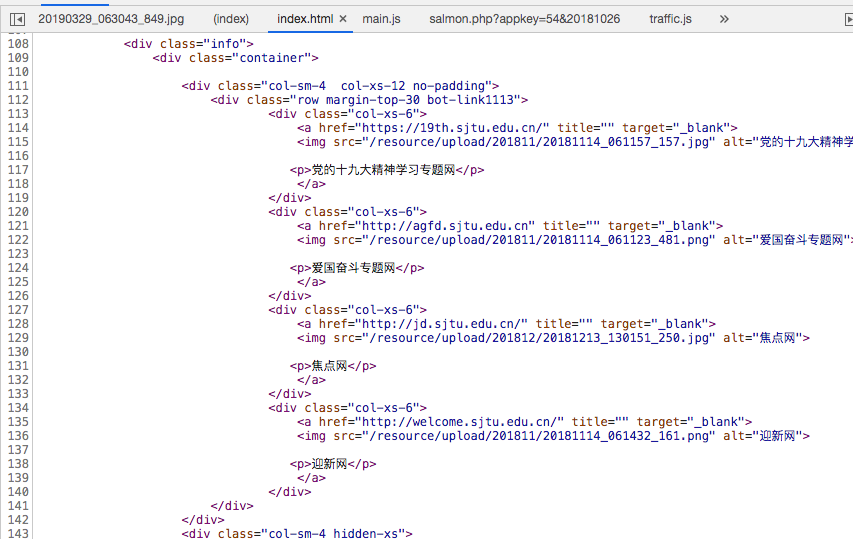 20190329_063043_849.jpg (index) index.html × main.js salmon.php?appkey=54&20181026 traffic.js »
108 <div class="info">
109 <div class="container">
110
111 <div class="col-sm-4  col-xs-12 no-padding">
112 <div class="row margin-top-30 bot-link1113">
113 <div class="col-xs-6">
114 <a href="https://19th.sjtu.edu.cn/" title="" target="_blank">
115 <img src="/resource/upload/201811/20181114_061157_157.jpg" alt="党的十九大精神学
116
117 <p>党的十九大精神学习专题网</p>
118 </a>
119 </div>
120 <div class="col-xs-6">
121 <a href="http://agfd.sjtu.edu.cn" title="" target="_blank">
122 <img src="/resource/upload/201811/20181114_061123_481.png" alt="爱国奋斗专题网">
123
124 <p>爱国奋斗专题网</p>
125 </a>
126 </div>
127 <div class="col-xs-6">
128 <a href="http://jd.sjtu.edu.cn/" title="" target="_blank">
129 <img src="/resource/upload/201812/20181213_130151_250.jpg" alt="焦点网">
130
131 <p>焦点网</p>
132 </a>
133 </div>
134 <div class="col-xs-6">
135 <a href="http://welcome.sjtu.edu.cn/" title="" target="_blank">
136 <img src="/resource/upload/201811/20181114_061432_161.png" alt="迎新网">
137
138 <p>迎新网</p>
139 </a>
140 </div>
141 </div>
142 </div>
143 <div class="col-sm-4 hidden-xs">